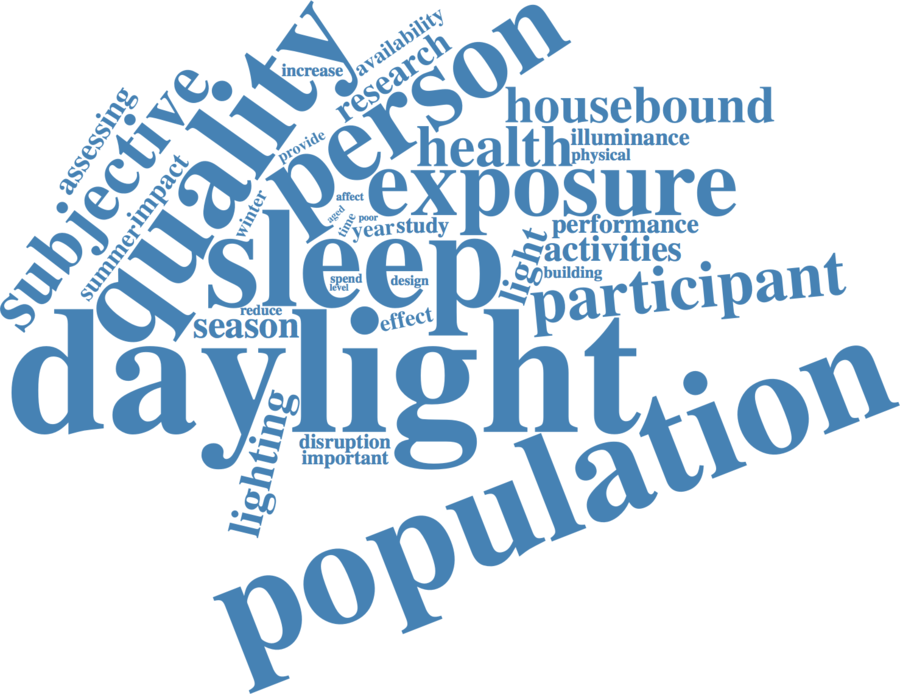 availability
increase
research
person
quality
subjective
assessing
housebound
provide
health
illuminance
physical
impact
exposure
winter
affect
aged
poor
time
year
study
performance
summer
sleep
light
activities
building
spend
level
design
participant
reduce
season
effect
daylight
population
lighting
disruption
important